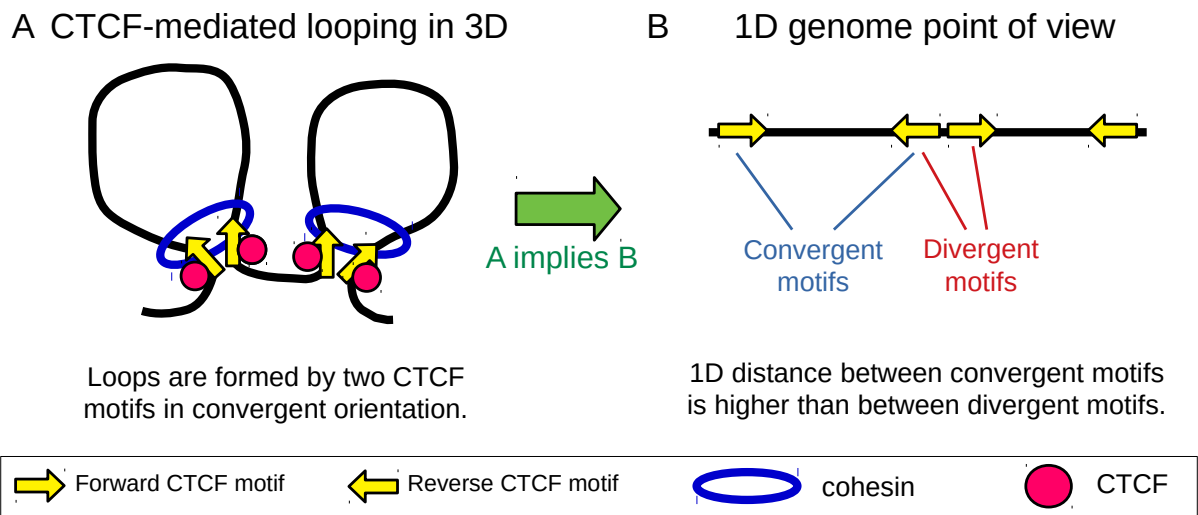 A CTCF-mediated looping in 3D
B 1D genome point of view
A implies B
Convergent
motifs
Divergent
motifs
Loops are formed by two CTCF
motifs in convergent orientation.
1D distance between convergent motifs
is higher than between divergent motifs.
Forward CTCF motif
Reverse CTCF motif
cohesin
CTCF